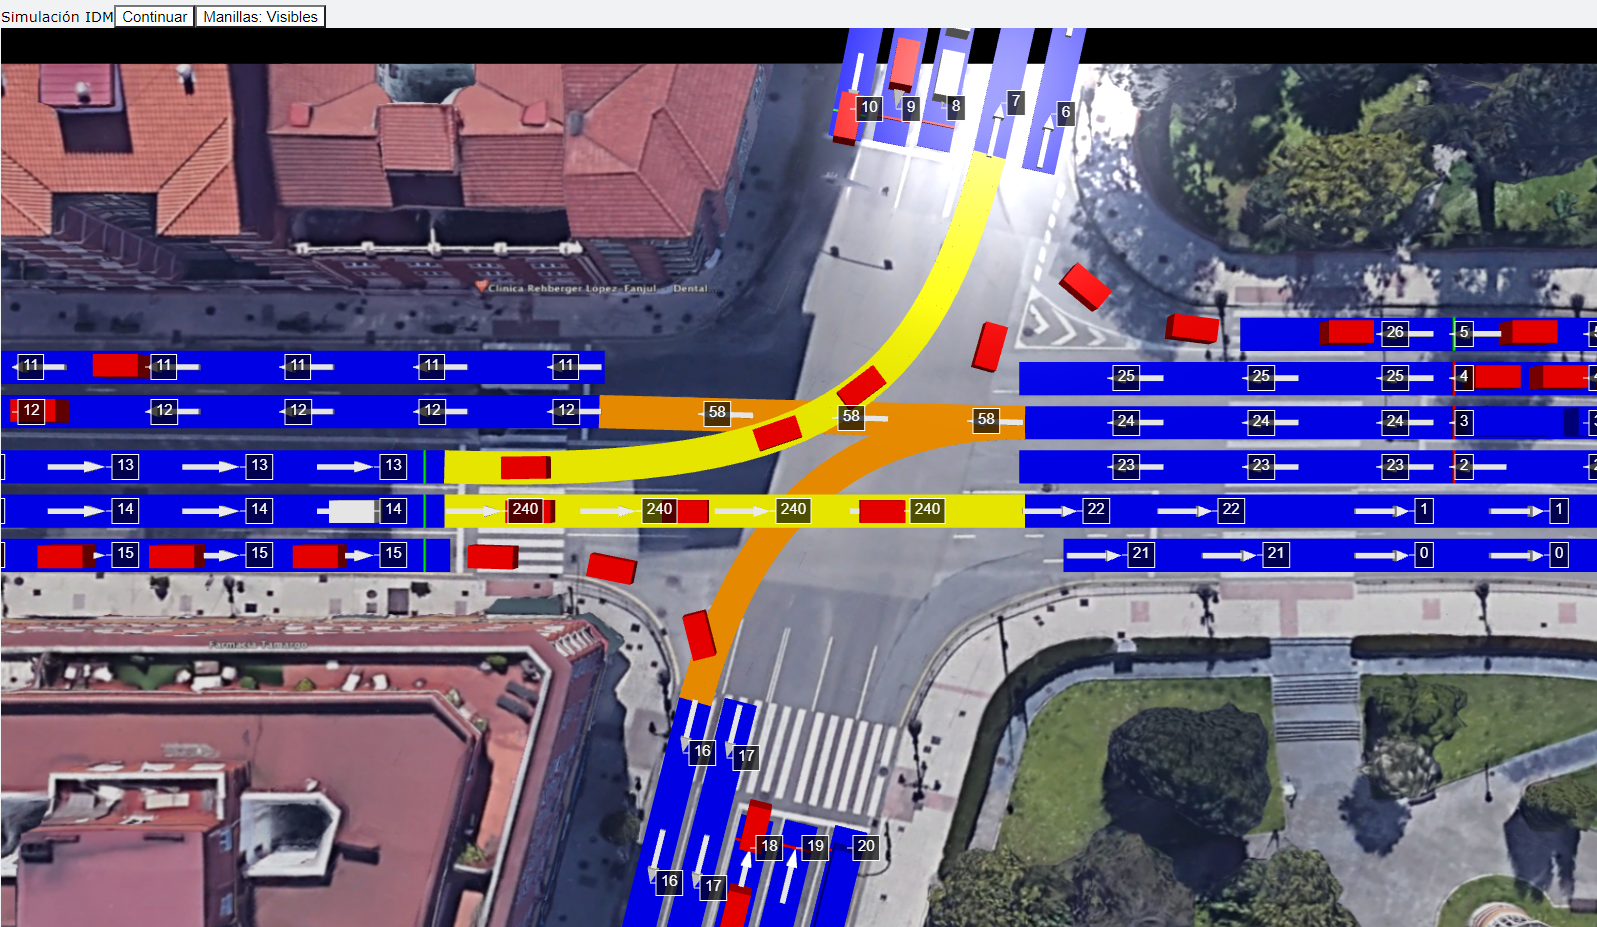 Simulación IDM Continuar Manillas: Visibles
10 9 8 7 6
Clinica Rehberger Lopez-Fanjul Dental...
26 5
11 11 11 11 11
25 25 25 4 4
12 12 12 12 12 58 58 58 24 24 24 3
13 13 13 23 23 23 2
14 14 14 240 240 240 240 22 22 1 1
15 15 15 21 21 0 0
Farmacia Tamargo
16 17
18 19 20
16 17